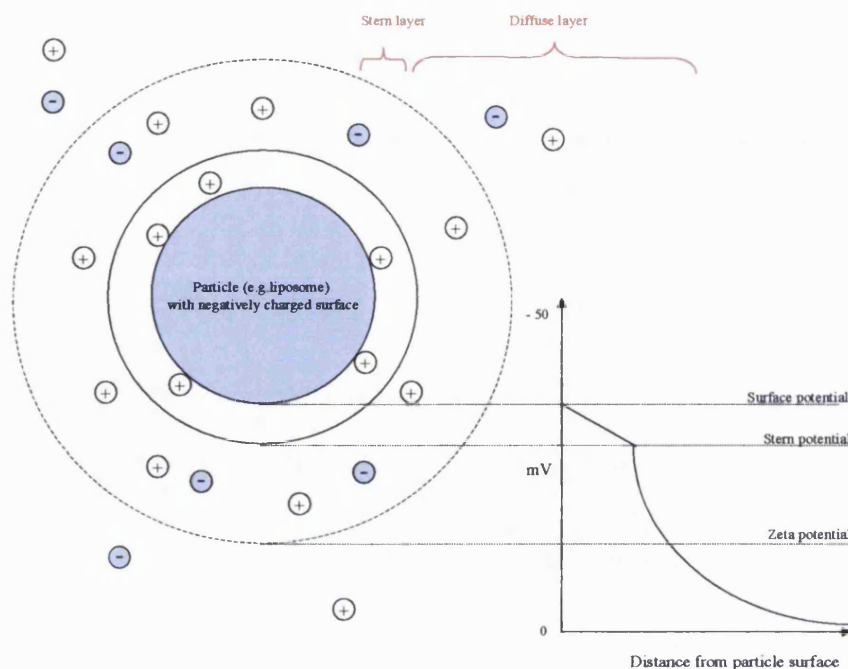 Stern layer
Diffuse layer
+
-
+
+
-
-
-
+
+
+
+
+
+
Particle (e.g.liposome)
with negatively charged surface
- 50
+
+
+
+
Surface potential
Stern potential
mV
+
-
-
+
Zeta potential
-
+
0
Distance from particle surface